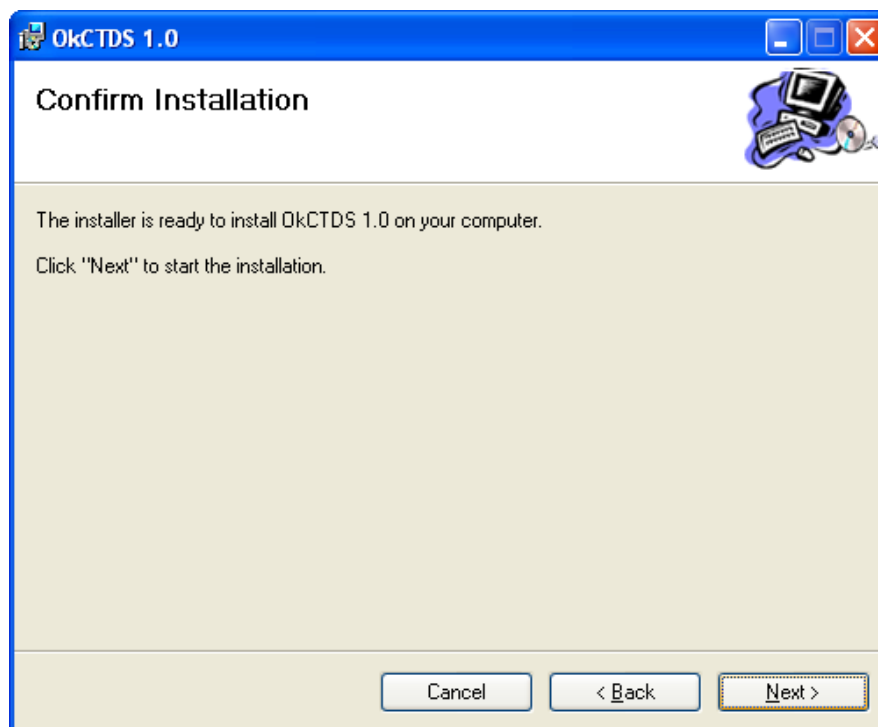 OkCTDS 1.0
Confirm Installation
The installer is ready to install OkCTDS 1.0 on your computer.
Click "Next" to start the installation.
Cancel
< Back
Next >